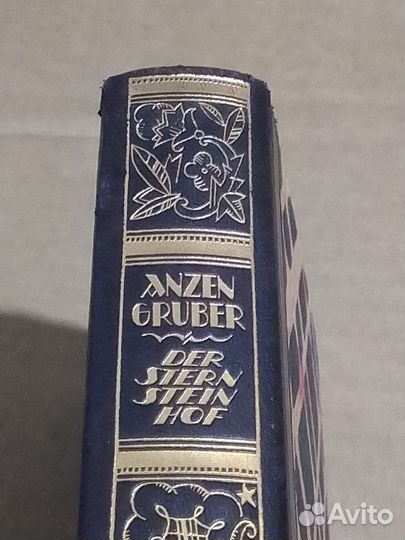 ANZEN
GRUBER
DER
STERN
STEIN
HOF
Avito